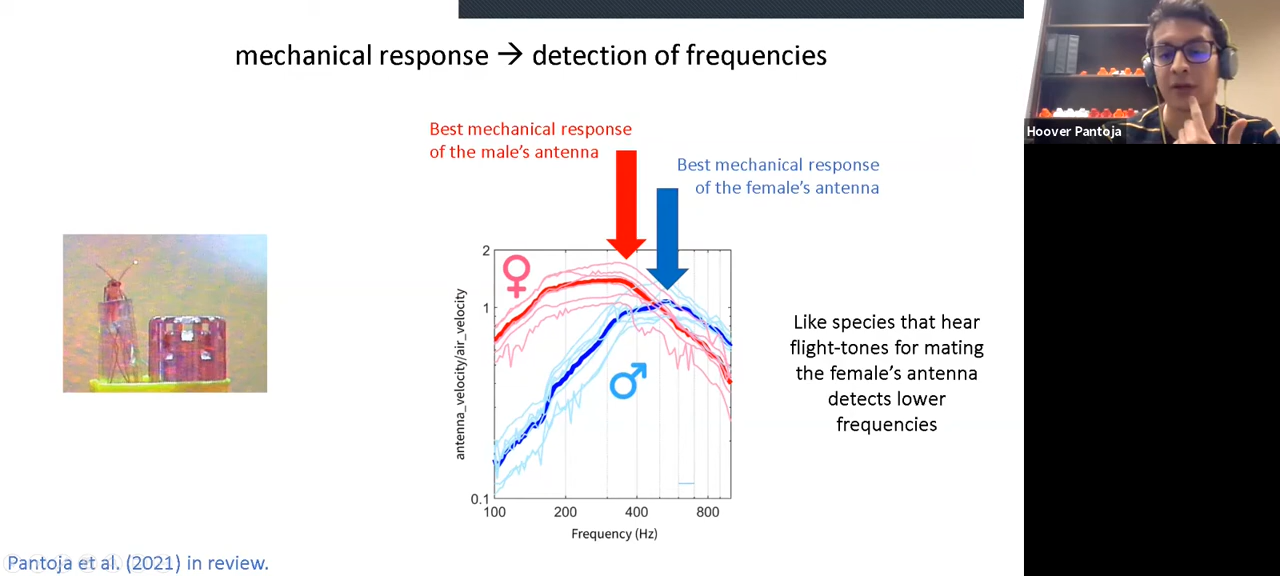 mechanical response → detection of frequencies
Hoover Pantoja
Best mechanical response
of the male's antenna
Best mechanical response
of the female's antenna
2
1
0.1
antenna_velocity/air_velocity
♀
♂
100 200 400 800
Frequency (Hz)
Like species that hear
flight-tones for mating
the female's antenna
detects lower
frequencies
Pantoja et al. (2021) in review.